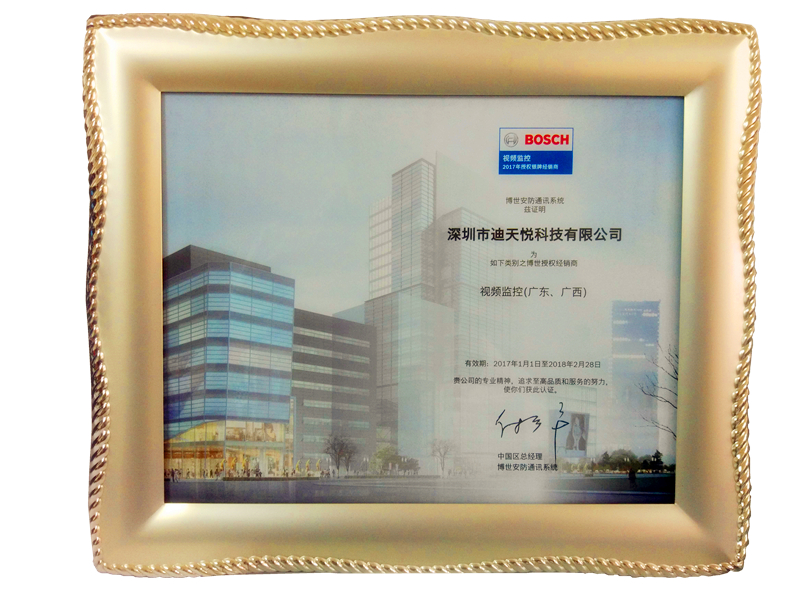 BOSCH
视频监控
2017年授权银牌经销商
博世安防通讯系统
兹证明
深圳市迪天悦科技有限公司
为
如下类别之博世授权经销商
视频监控(广东、广西)
有效期：2017年1月1日至2018年2月28日
贵公司的专业精神、追求至高品质和服务的努力，
使你们获此认证。
中国区总经理
博世安防通讯系统